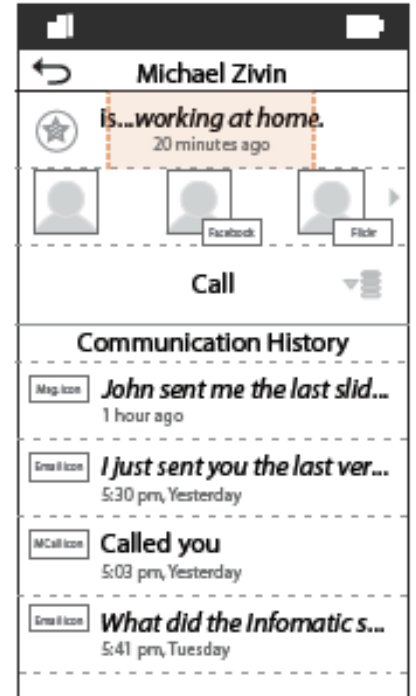 Michael Zivin
is...working at home.
20 minutes ago
Facebook
Flickr
Call
Communication History
Msg. icon
John sent me the last slid...
1 hour ago
Email icon
I just sent you the last ver...
5:30 pm, Yesterday
MCall icon
Called you
5:03 pm, Yesterday
Email icon
What did the Infomatic s...
5:41 pm, Tuesday